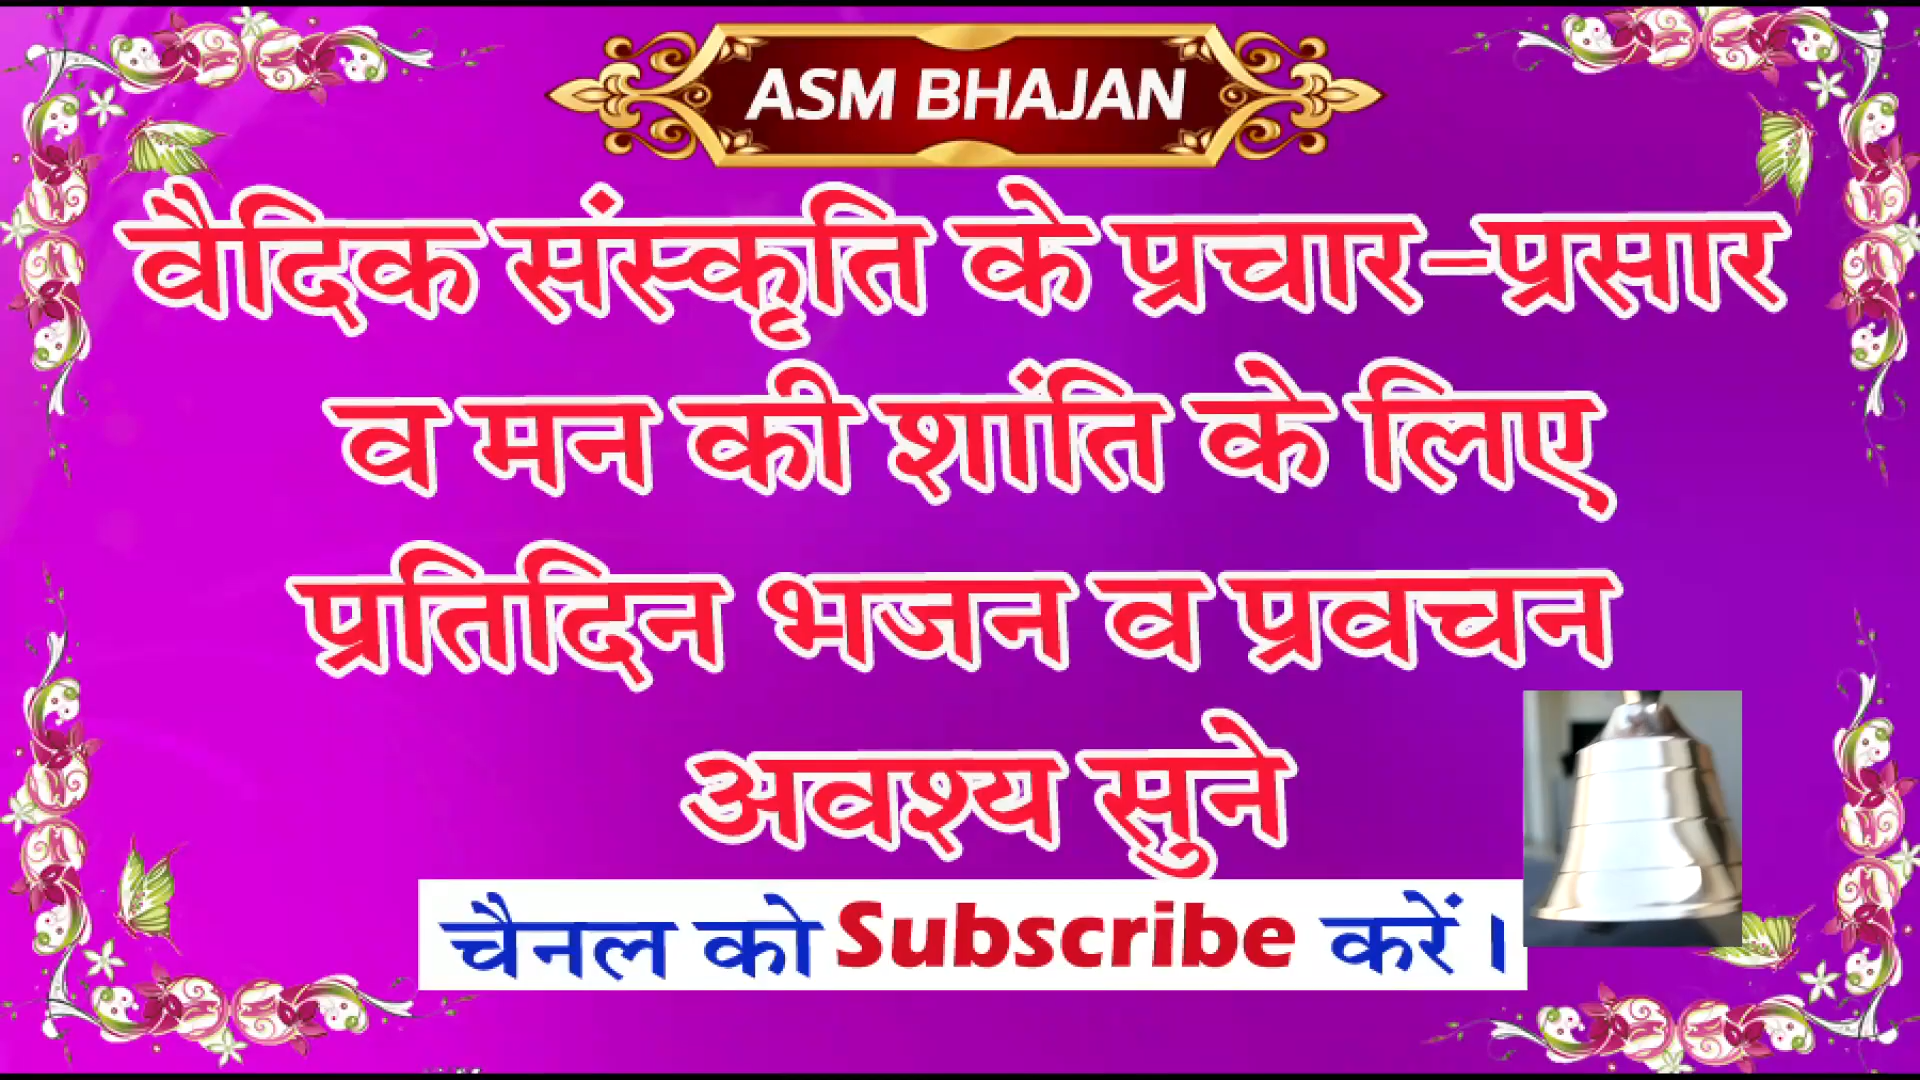 ASM BHAJAN
वैदिक संस्कृति के प्रचार-प्रसार
व मन की शांति के लिए
प्रतिदिन भजन व प्रवचन
अवश्य सुने
चैनल को Subscribe करें।